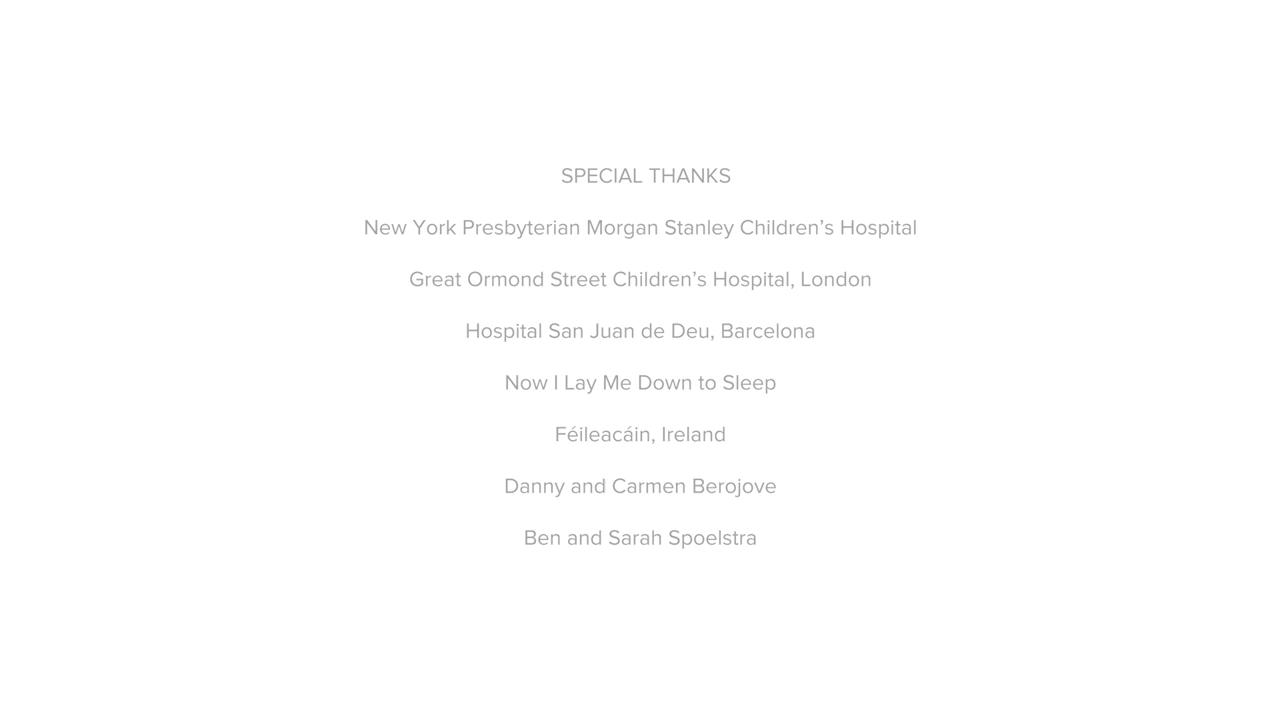 SPECIAL THANKS
New York Presbyterian Morgan Stanley Children’s Hospital
Great Ormond Street Children’s Hospital, London
Hospital San Juan de Deu, Barcelona
Now I Lay Me Down to Sleep
Féileacáin, Ireland
Danny and Carmen Berojove
Ben and Sarah Spoelstra